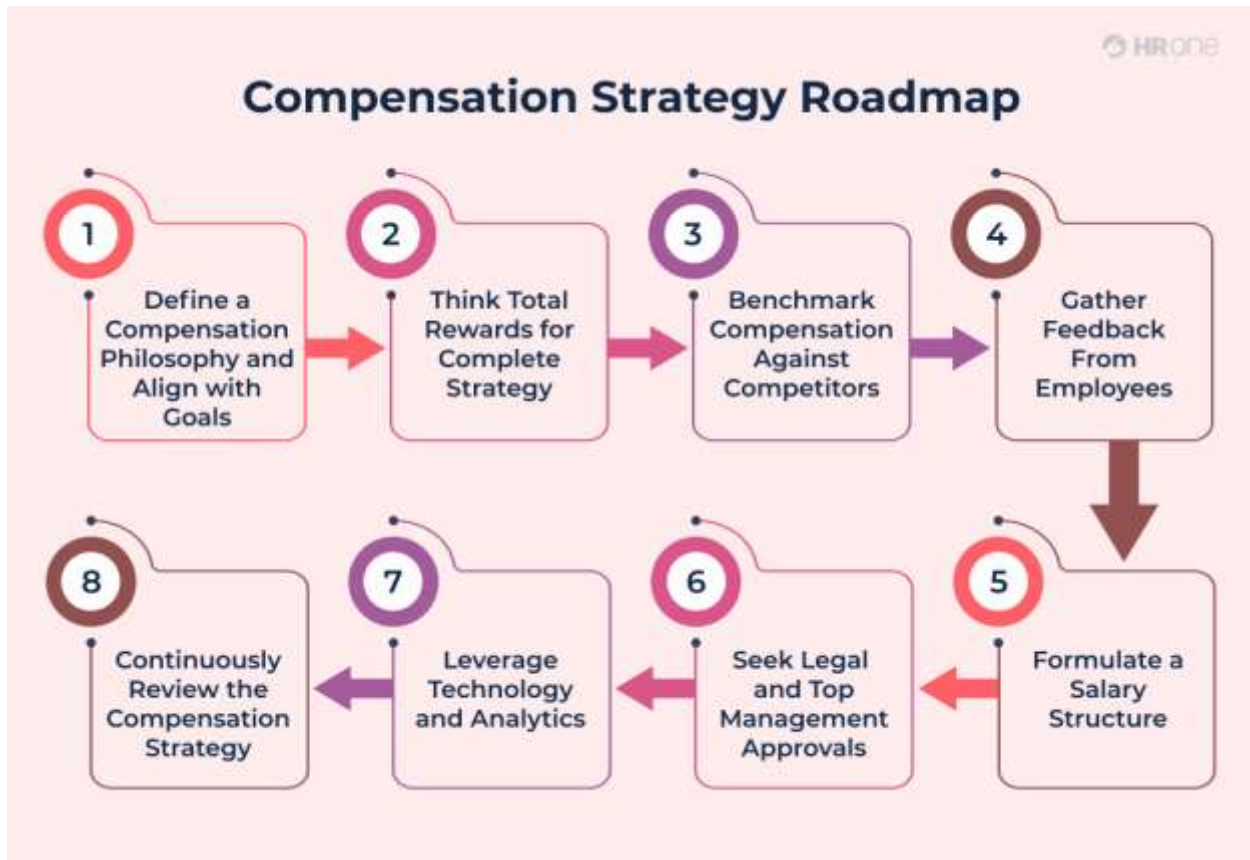 HRone
Compensation Strategy Roadmap
1
Define a
Compensation
Philosophy and
Align with
Goals
2
Think Total
Rewards for
Complete
Strategy
3
Benchmark
Compensation
Against
Competitors
4
Gather
Feedback
From
Employees
5
Formulate a
Salary
Structure
6
Seek Legal
and Top
Management
Approvals
7
Leverage
Technology
and Analytics
8
Continuously
Review the
Compensation
Strategy